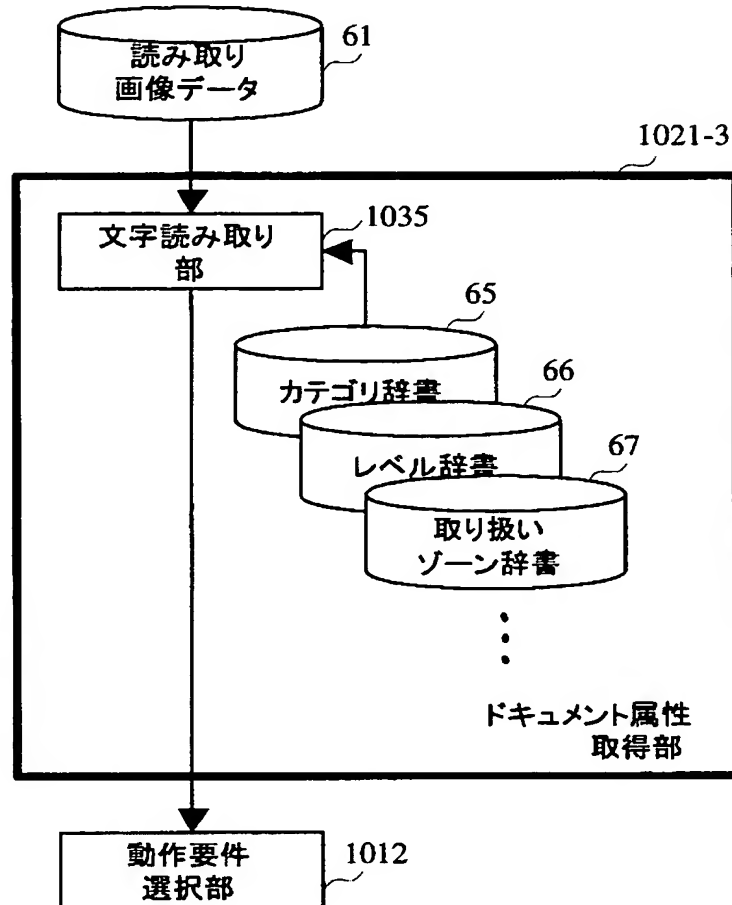 読み取り
画像データ
61
1021-3
文字読み取り
部
1035
65
カテゴリ辞書
66
レベル辞書
67
取り扱い
ゾーン辞書
ドキュメント属性
取得部
動作要件
選択部
1012